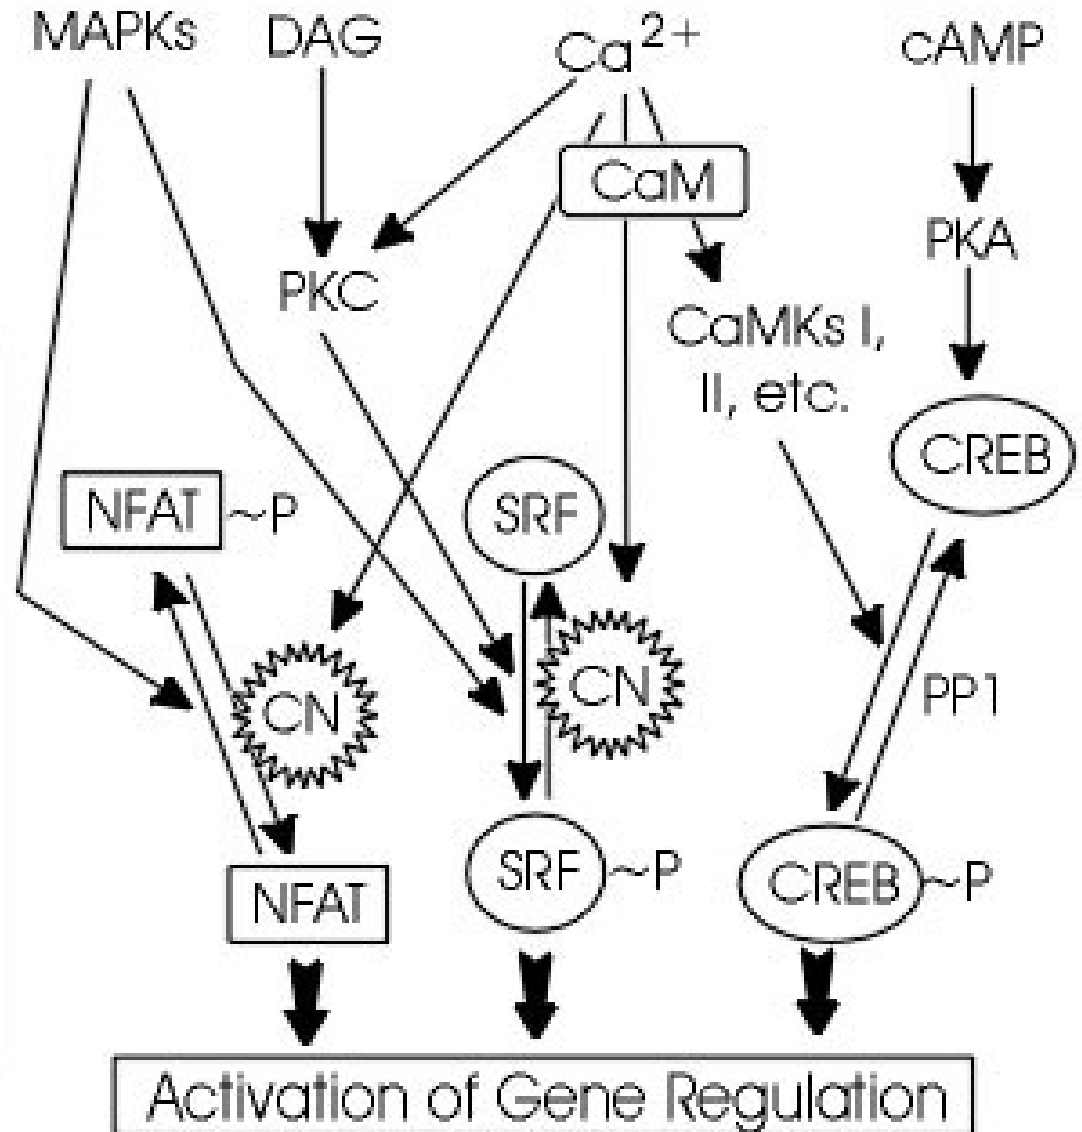 MAPKs DAG Ca2+ cAMP
CaM
PKA
PKC
CaMKs I,
II, etc.
CREB
NFAT ~P
SRF
CN
CN
PP1
SRF ~P
CREB ~P
NFAT
Activation of Gene Regulation